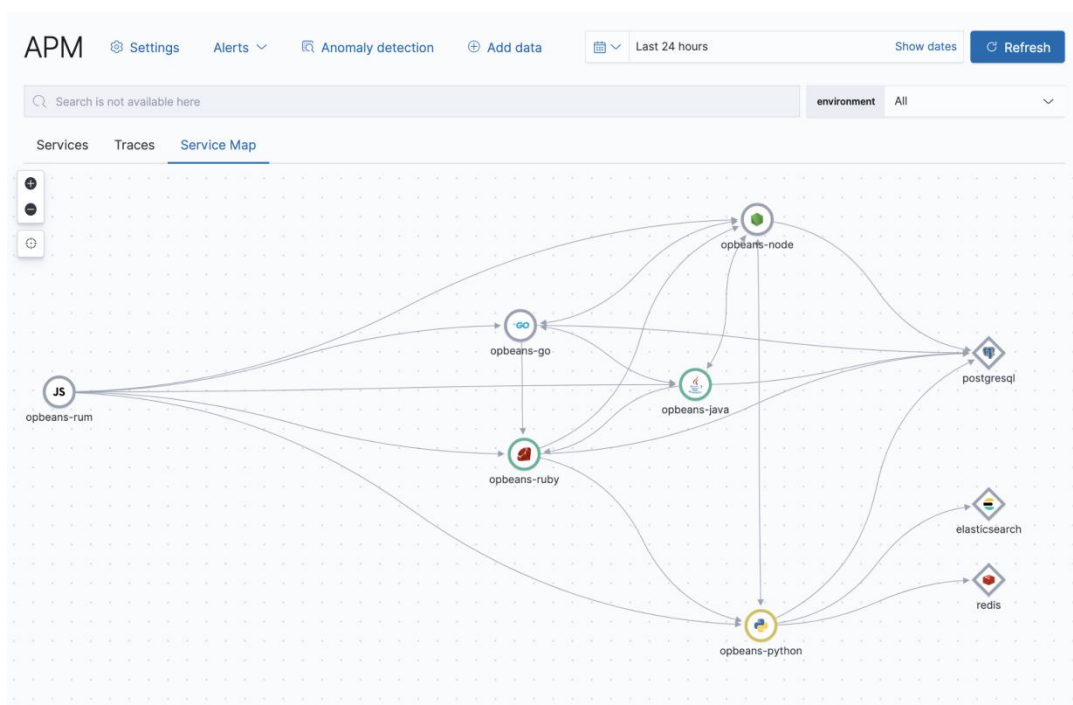 APM Settings Alerts Anomaly detection Add data Last 24 hours Show dates Refresh
Search is not available here environment All
Services Traces Service Map
opbeans-node
GO
opbeans-go
postgresql
JS
opbeans-rum
opbeans-java
opbeans-ruby
elasticsearch
redis
opbeans-python